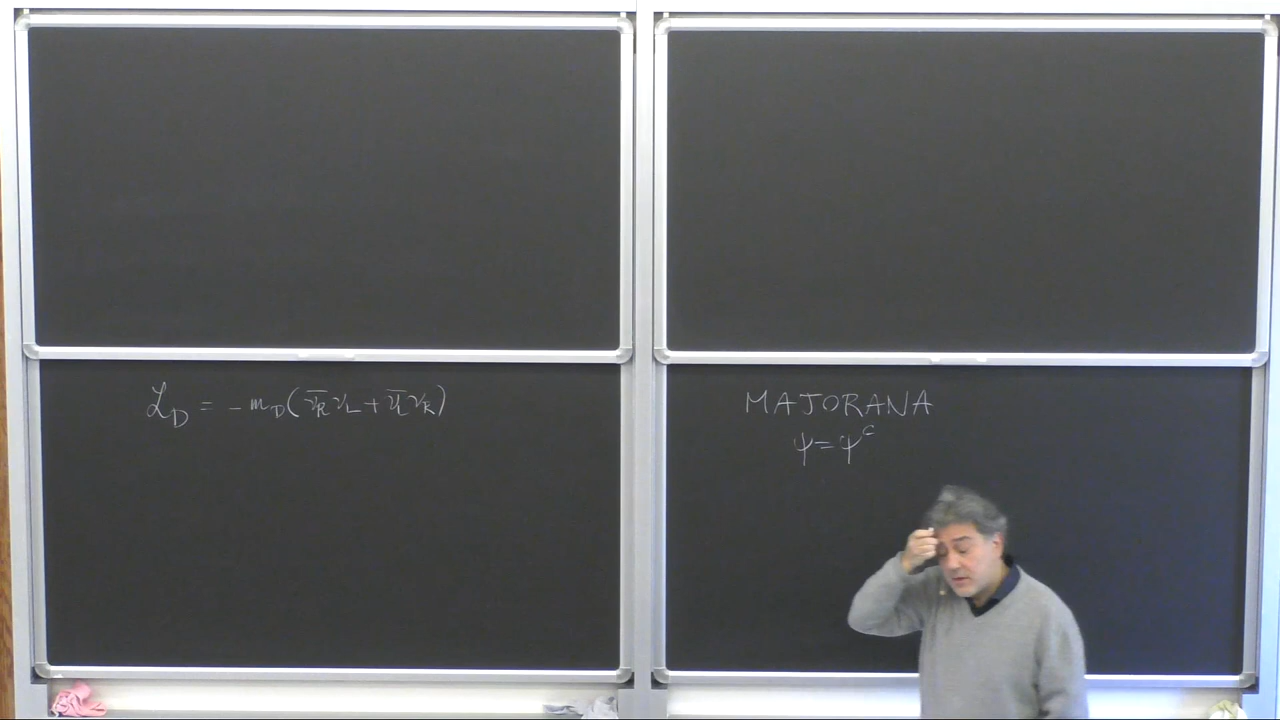 ℒ_D = - m_D ( ν̄_R ν_L + ν̄_L ν_R )
MAJORANA
ψ = ψ^c